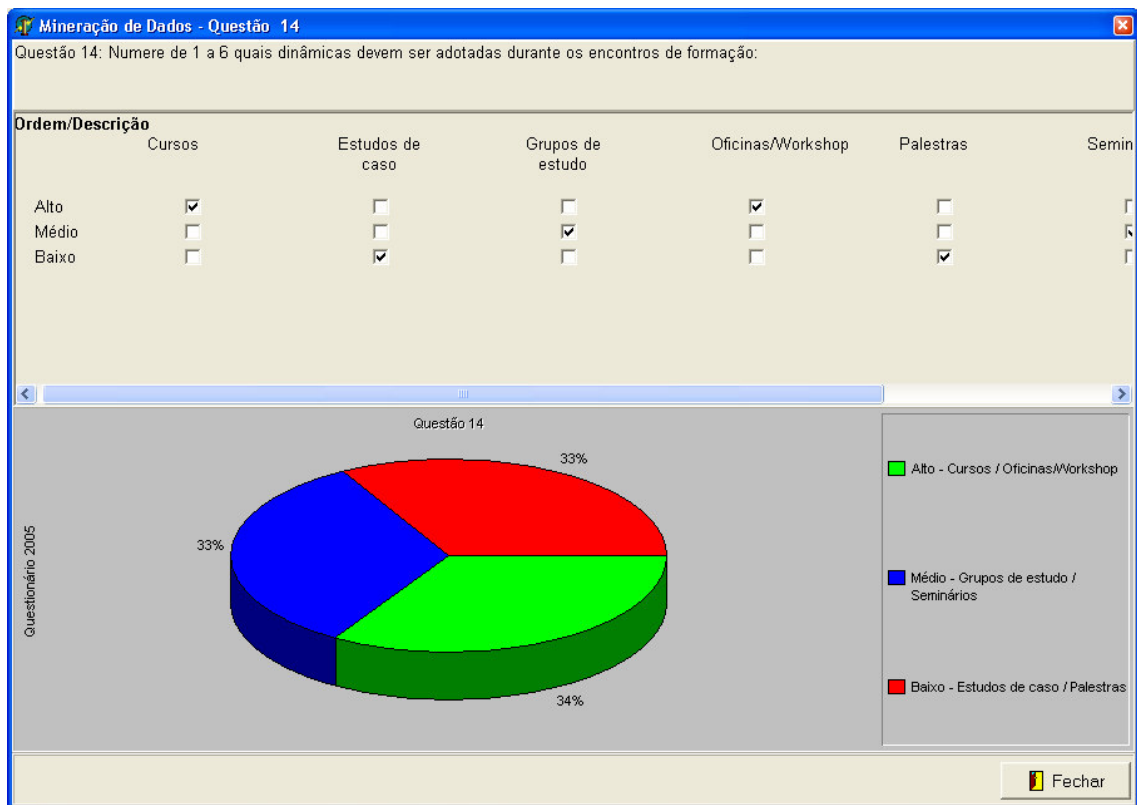 Mineração de Dados - Questão 14
Questão 14: Numere de 1 a 6 quais dinâmicas devem ser adotadas durante os encontros de formação:
Ordem/Descrição
Cursos
Estudos de
caso
Grupos de
estudo
Oficinas/Workshop
Palestras
Semin
Alto
Médio
Baixo
Questão 14
Questionário 2005
33%
33%
34%
Alto - Cursos / Oficinas/Workshop
Médio - Grupos de estudo /
Seminários
Baixo - Estudos de caso / Palestras
Fechar